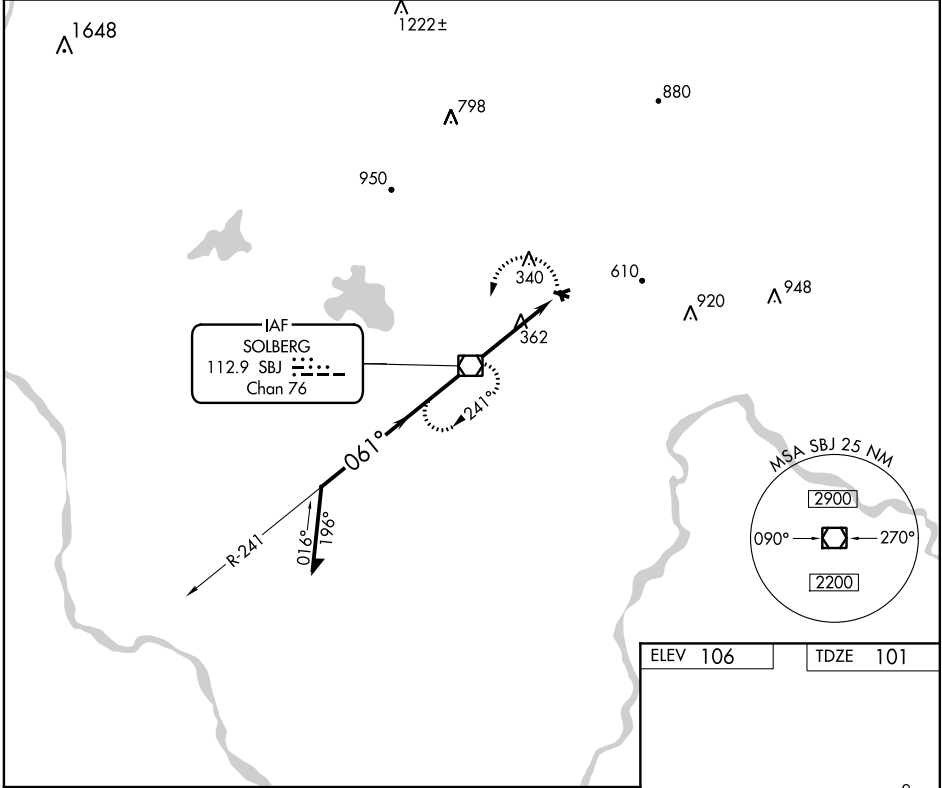 1648
1222±
798
880
950
340
610
948
920
362
IAF
SOLBERG
112.9 SBJ
Chan 76
241°
061°
MSA SBJ 25 NM
2900
090°
270°
2200
R-241
016°
196°
ELEV 106
TDZE 101